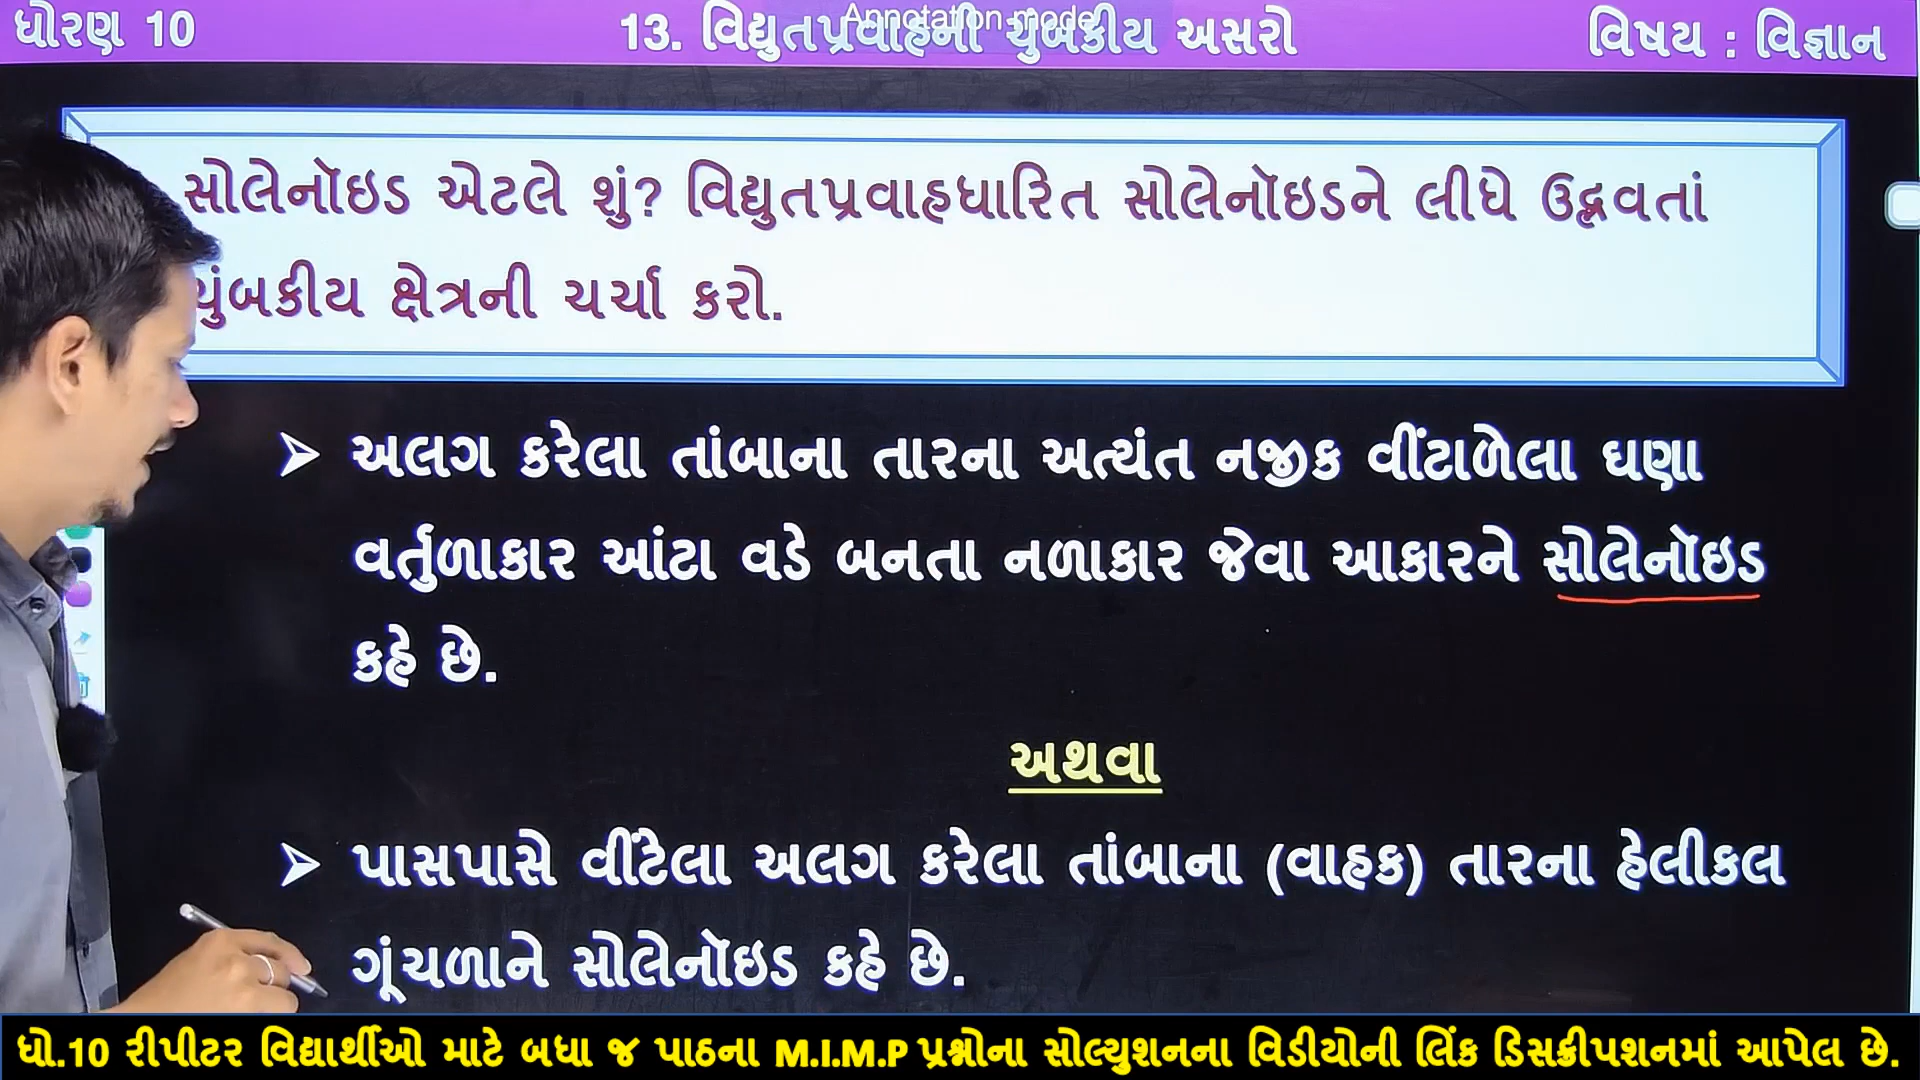 ધોરણ 10
13. વિદ્યુતપ્રવાહની ચુંબકીય અસરો
Annotation mode
વિષય : વિજ્ઞાન
સોલેનૉઇડ એટલે શું? વિદ્યુતપ્રવાહધારિત સોલેનૉઇડને લીધે ઉદ્ભવતાં
ચુંબકીય ક્ષેત્રની ચર્ચા કરો.
➢ અલગ કરેલા તાંબાના તારના અત્યંત નજીક વીંટાળેલા ઘણા
વર્તુળાકાર આંટા વડે બનતા નળાકાર જેવા આકારને સોલેનૉઇડ
કહે છે.
અથવા
➢ પાસપાસે વીંટેલા અલગ કરેલા તાંબાના (વાહક) તારના હેલીકલ
ગૂંચળાને સોલેનૉઇડ કહે છે.
ધો.10 રીપીટર વિદ્યાર્થીઓ માટે બધા જ પાઠના M.I.M.P પ્રશ્નોના સોલ્યુશનના વિડીયોની લિંક ડિસક્રીપશનમાં આપેલ છે.